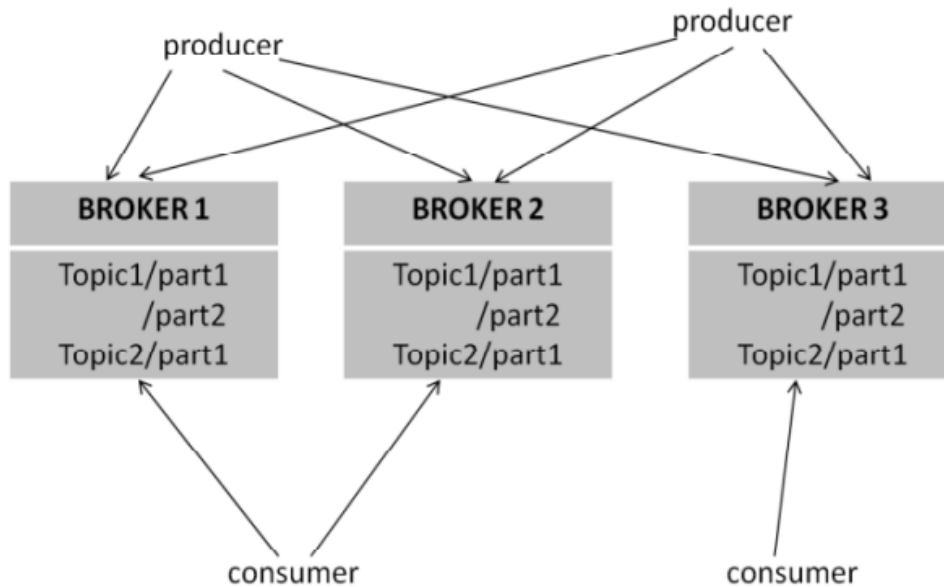 producer
producer
BROKER 1
Topic1/part1
/part2
Topic2/part1
BROKER 2
Topic1/part1
/part2
Topic2/part1
BROKER 3
Topic1/part1
/part2
Topic2/part1
consumer
consumer